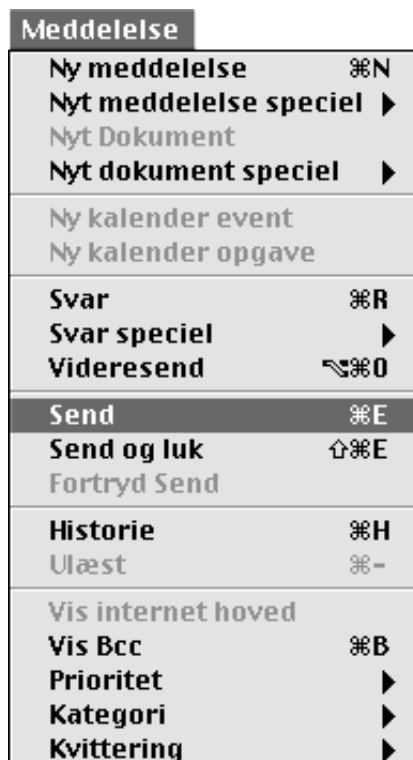 Meddelelse
Ny meddelelse ⌘N
Nyt meddelelse speciel ▶
Nyt Dokument
Nyt dokument speciel ▶
Ny kalender event
Ny kalender opgave
Svar ⌘R
Svar speciel ▶
Videresend ⌥⌘O
Send ⌘E
Send og luk ⇧⌘E
Fortryd Send
Historie ⌘H
Ulæst ⌘-
Vis internet hoved
Vis Bcc ⌘B
Prioritet ▶
Kategori ▶
Kvittering ▶